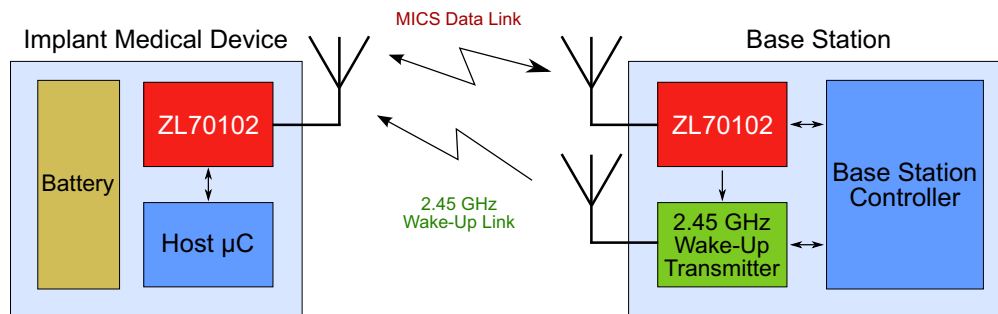 MICS Data Link
Implant Medical Device
Base Station
ZL70102
Battery
Host µC
2.45 GHz
Wake-Up Link
ZL70102
2.45 GHz
Wake-Up
Transmitter
Base Station
Controller